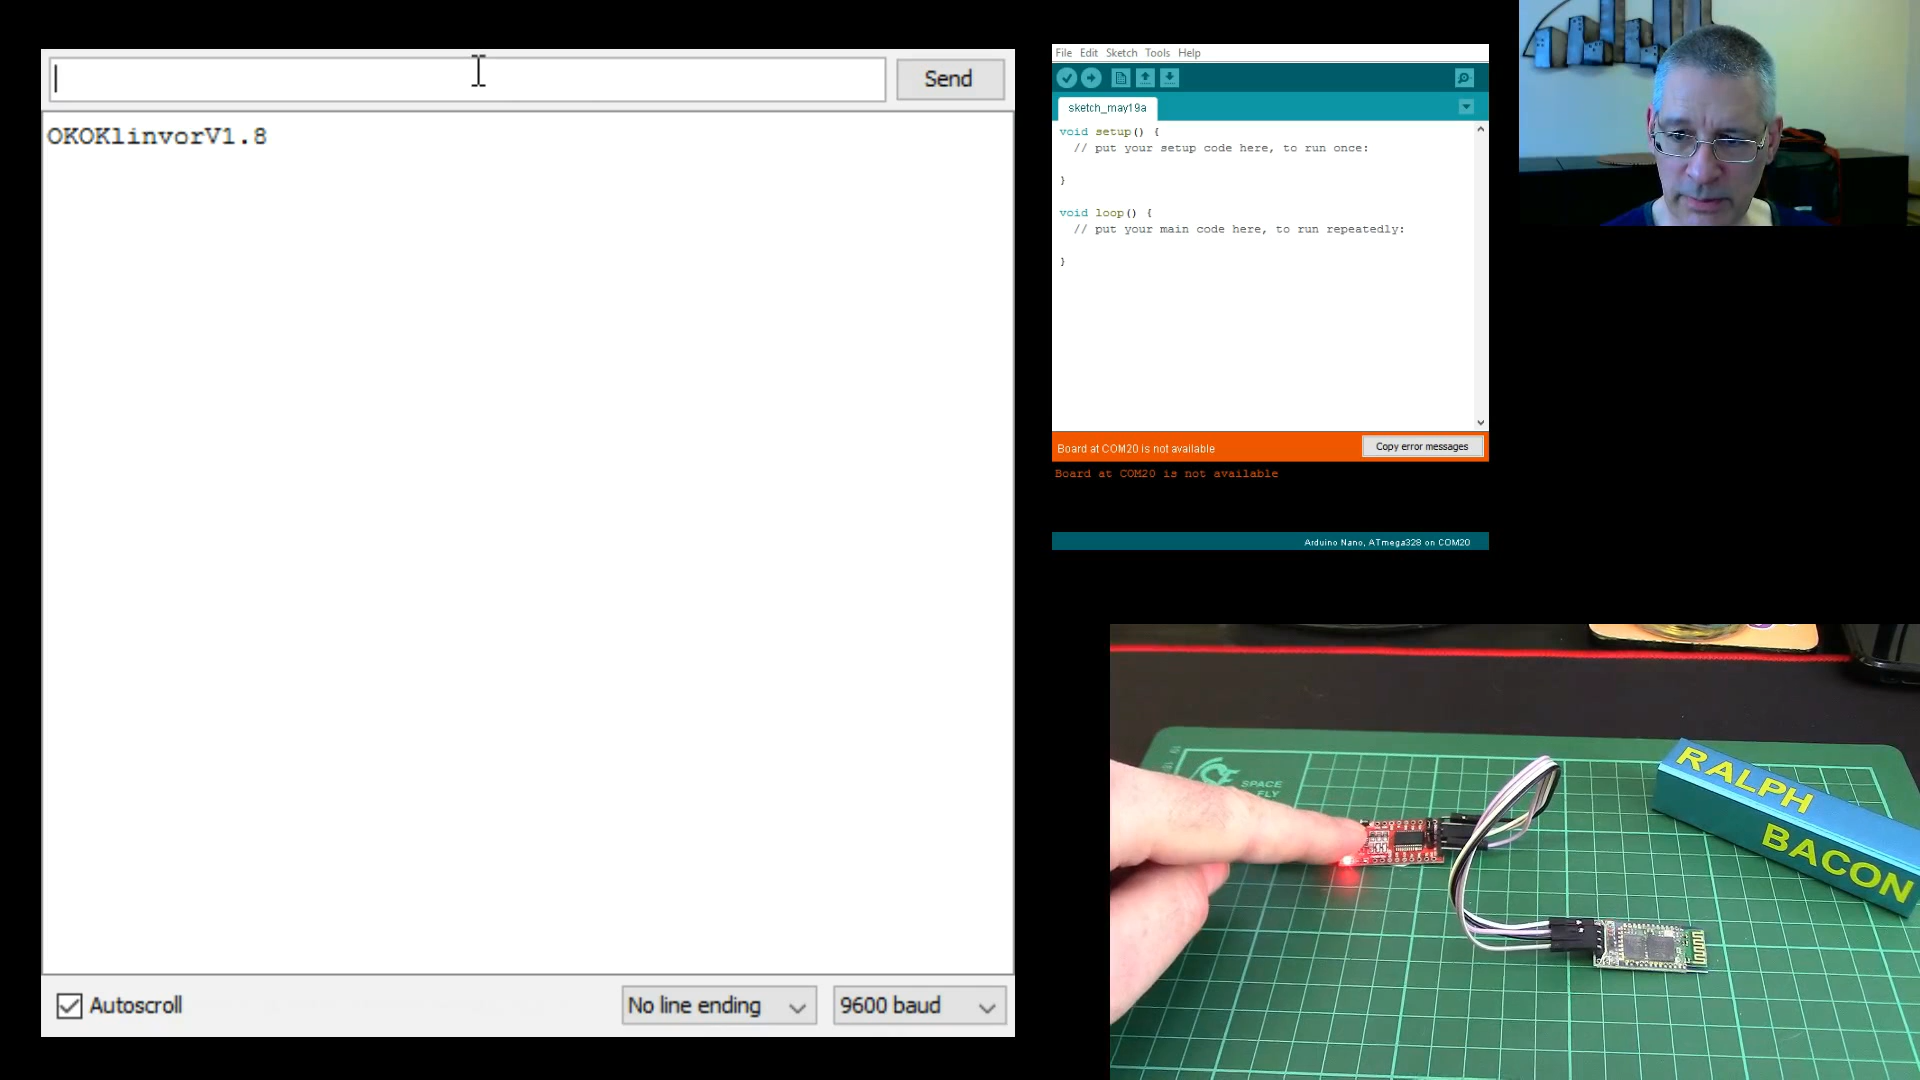 Send
OKOKlinvorV1.8
Autoscroll
No line ending
9600 baud
File Edit Sketch Tools Help
sketch_may19a
void setup() {
// put your setup code here, to run once:
}
void loop() {
// put your main code here, to run repeatedly:
}
Board at COM20 is not available
Copy error messages
Board at COM20 is not available
Arduino Nano, ATmega328 on COM20
SPACE
FLY
RALPH
BACON